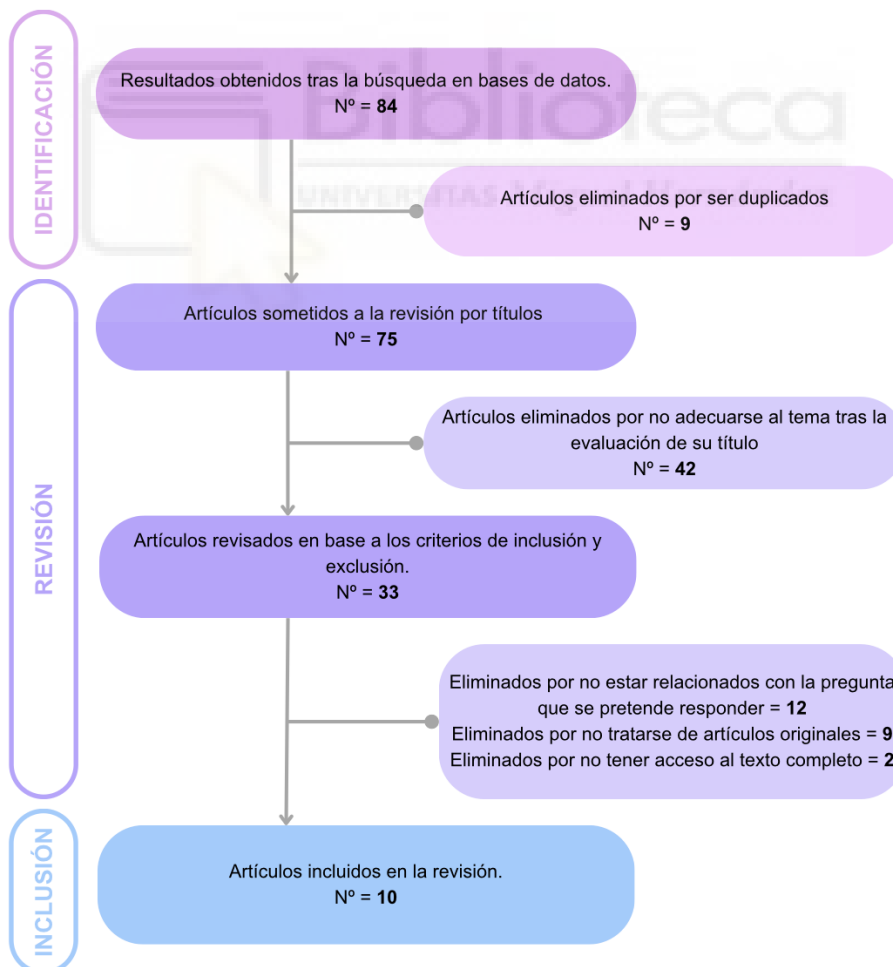 IDENTIFICACIÓN
Biblioteca
UNIVERSITAS Miguel Hernández
Resultados obtenidos tras la búsqueda en bases de datos.
Nº = 84
Artículos eliminados por ser duplicados
Nº = 9
REVISIÓN
Artículos sometidos a la revisión por títulos
Nº = 75
Artículos eliminados por no adecuarse al tema tras la
evaluación de su título
Nº = 42
Artículos revisados en base a los criterios de inclusión y
exclusión.
Nº = 33
Eliminados por no estar relacionados con la pregunta
que se pretende responder = 12
Eliminados por no tratarse de artículos originales = 9
Eliminados por no tener acceso al texto completo = 2
INCLUSIÓN
Artículos incluidos en la revisión.
Nº = 10